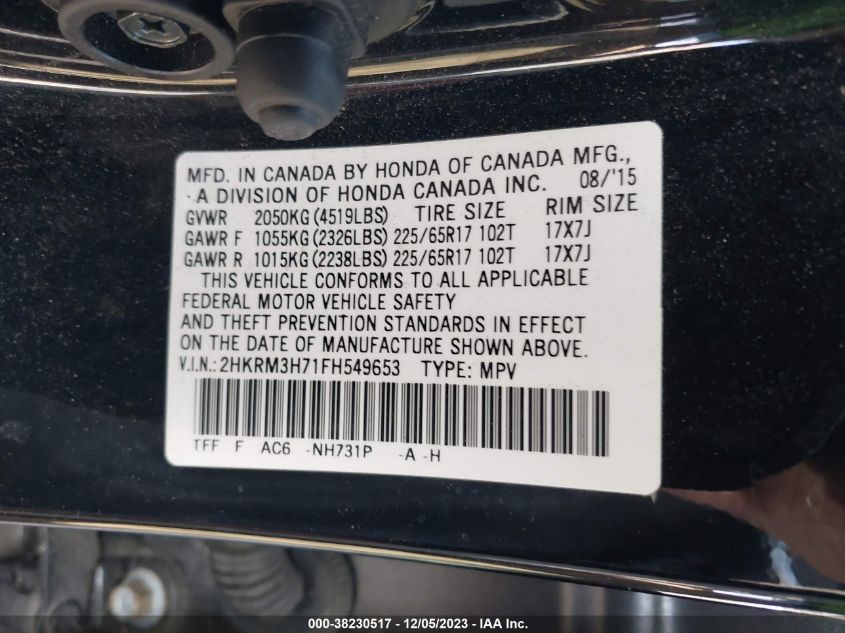 MFD. IN CANADA BY HONDA OF CANADA MFG.,
A DIVISION OF HONDA CANADA INC. 08/'15
GVWR 2050KG (4519LBS) TIRE SIZE RIM SIZE
GAWR F 1055KG (2326LBS) 225/65R17 102T 17X7J
GAWR R 1015KG (2238LBS) 225/65R17 102T 17X7J
THIS VEHICLE CONFORMS TO ALL APPLICABLE
FEDERAL MOTOR VEHICLE SAFETY
AND THEFT PREVENTION STANDARDS IN EFFECT
ON THE DATE OF MANUFACTURE SHOWN ABOVE.
V.I.N.: 2HKRM3H71FH549653 TYPE: MPV
TFF F AC6 -NH731P -A -H
000-38230517 - 12/05/2023 - IAA Inc.